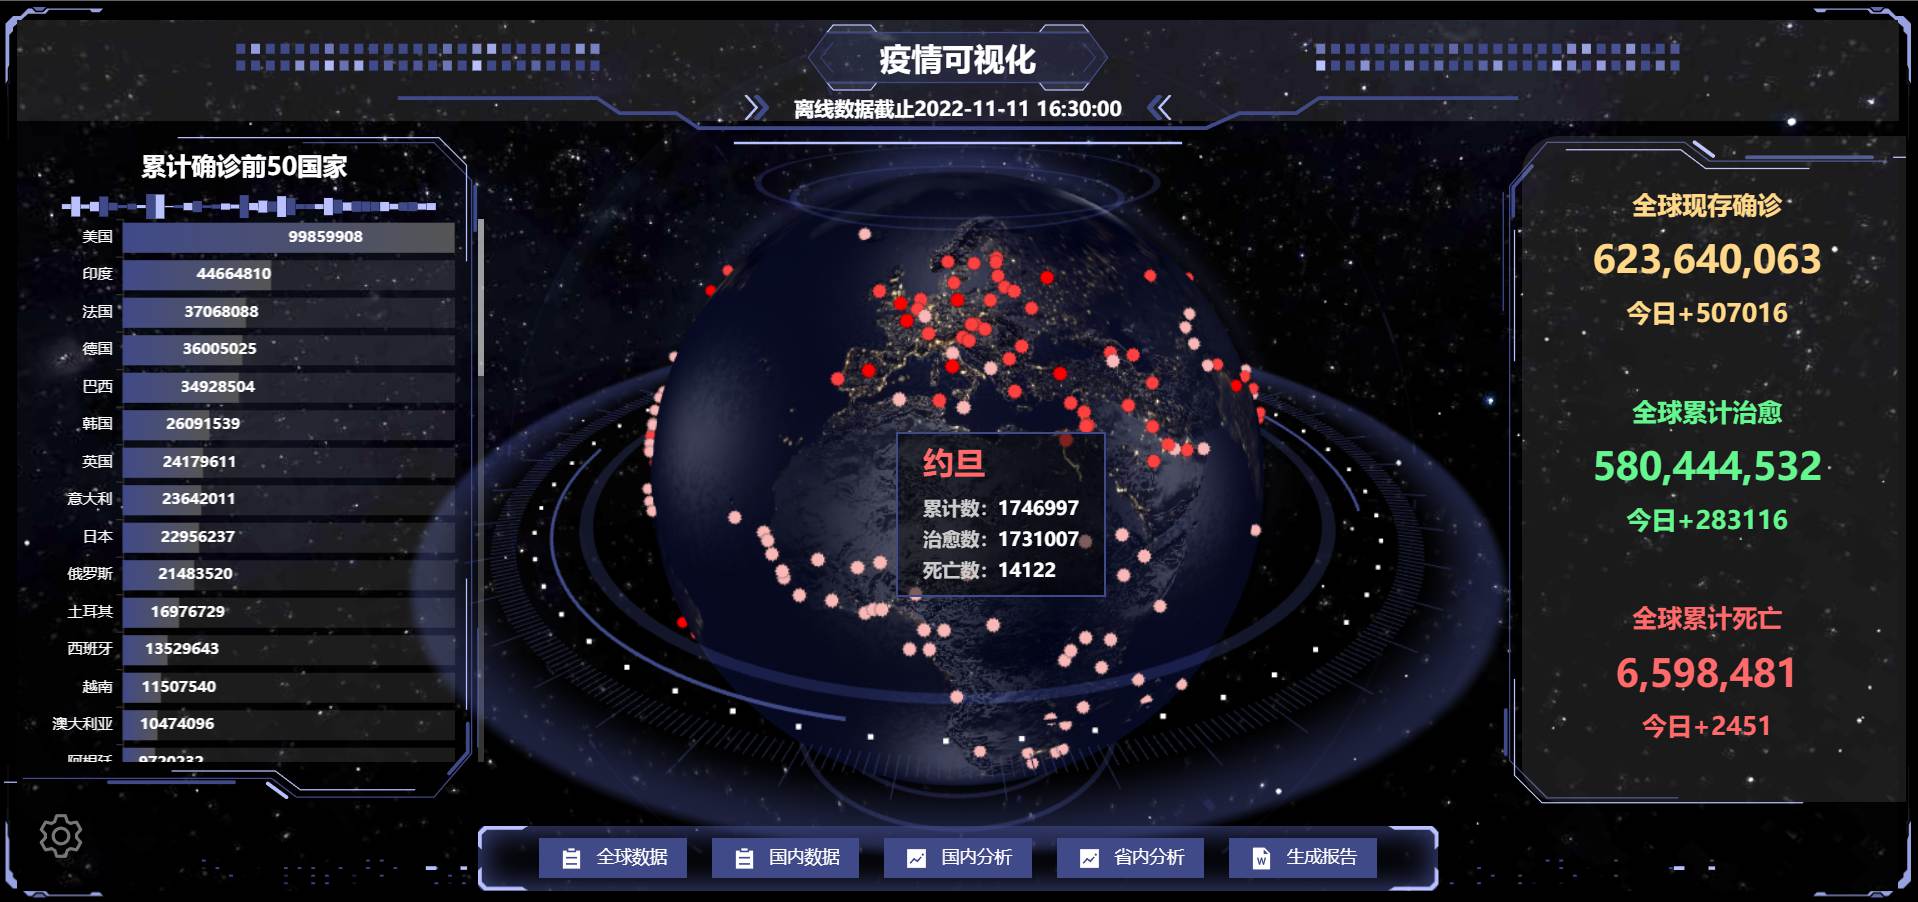 疫情可视化
离线数据截止2022-11-11 16:30:00
累计确诊前50国家
美国 99859908
印度 44664810
法国 37068088
德国 36005025
巴西 34928504
韩国 26091539
英国 24179611
意大利 23642011
日本 22956237
俄罗斯 21483520
土耳其 16976729
西班牙 13529643
越南 11507540
澳大利亚 10474096
阿根廷 9720232
约旦
累计数：1746997
治愈数：1731007
死亡数：14122
全球现存确诊
623,640,063
今日+507016
全球累计治愈
580,444,532
今日+283116
全球累计死亡
6,598,481
今日+2451
全球数据
国内数据
国内分析
省内分析
W 生成报告